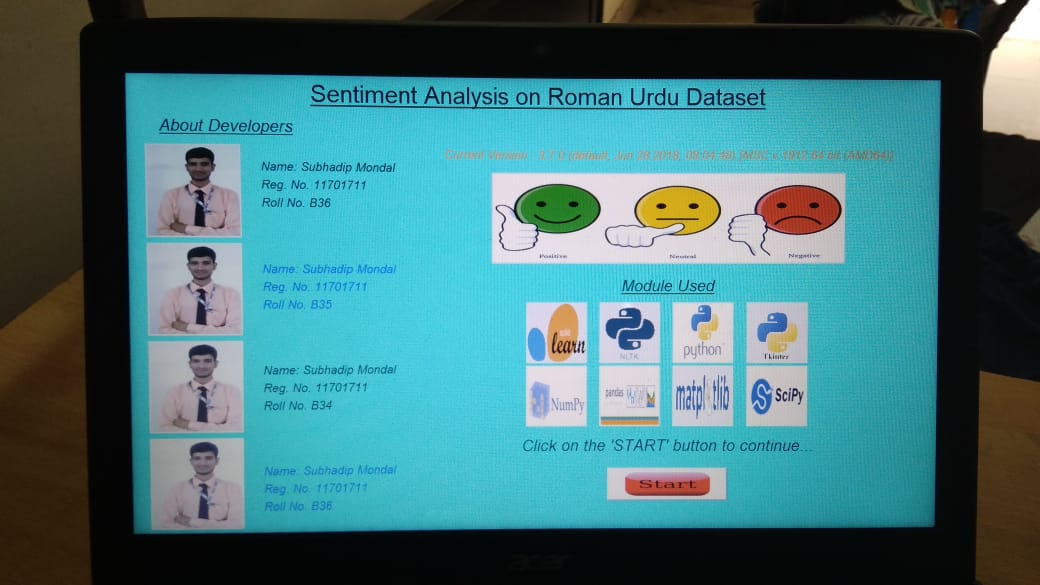 Sentiment Analysis on Roman Urdu Dataset
About Developers
Name: Subhadip Mondal
Reg. No. 11701711
Roll No. B36
Name: Subhadip Mondal
Reg. No. 11701711
Roll No. B35
Name: Subhadip Mondal
Reg. No. 11701711
Roll No. B34
Name: Subhadip Mondal
Reg. No. 11701711
Roll No. B36
Current Version : 3.7.0 (default, Jun 28 2018, 08:04:48) [MSC v.1912 64 bit (AMD64)]
Positive
Neutral
Negative
Module Used
learn
NLTK
python
Tkinter
NumPy
pandas
matplotlib
SciPy
Click on the 'START' button to continue...
Start
acer